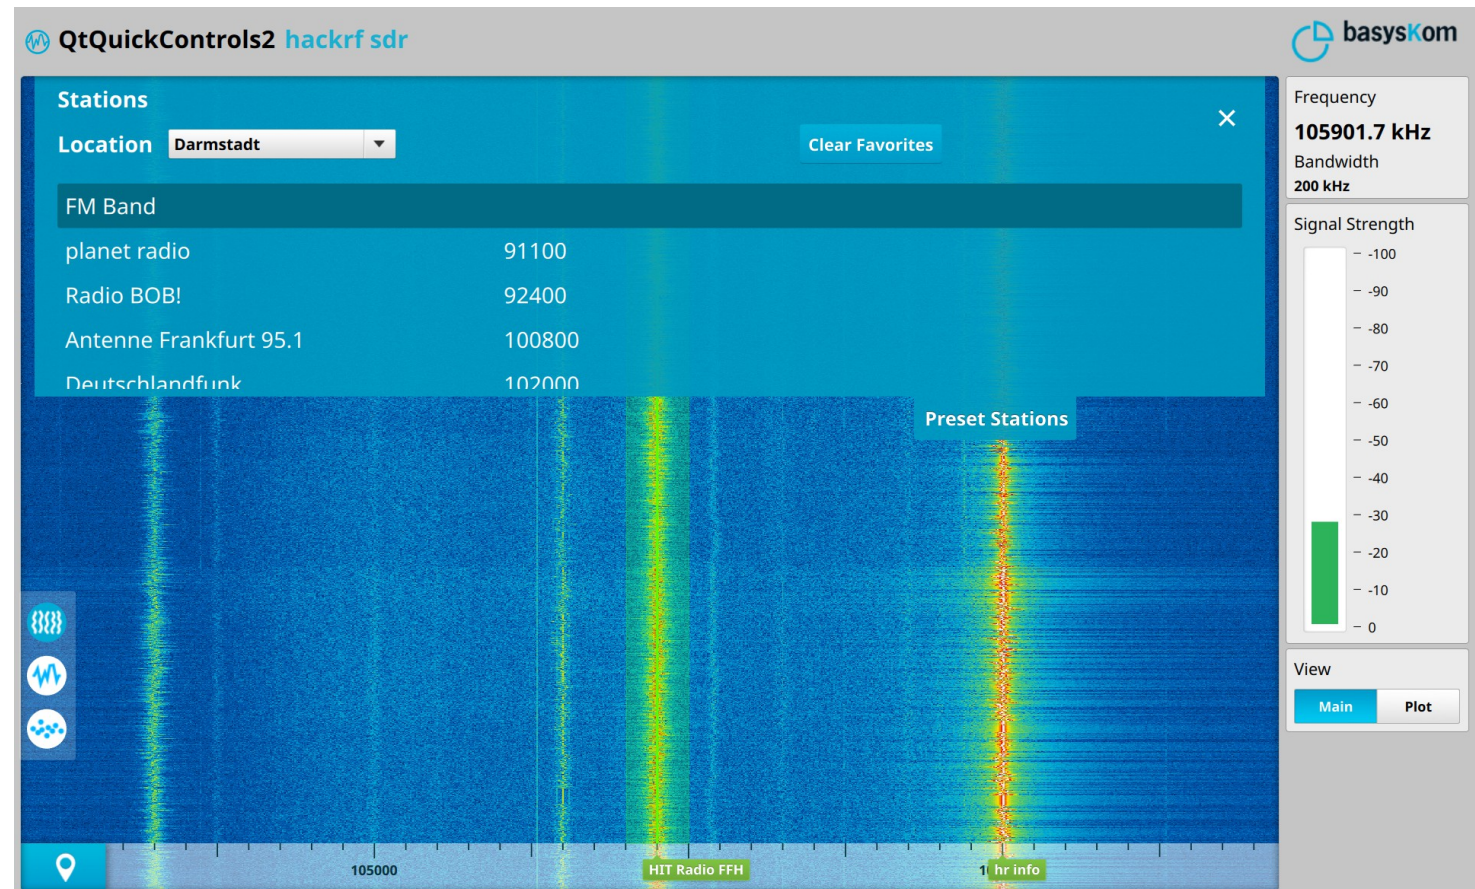 QtQuickControls2 hackrf sdr
basysKom
Stations
Location Darmstadt
Clear Favorites
FM Band
planet radio 91100
Radio BOB! 92400
Antenne Frankfurt 95.1 100800
Deutschlandfunk 102000
Preset Stations
105000
HIT Radio FFH
hr info
Frequency
105901.7 kHz
Bandwidth
200 kHz
Signal Strength
-100
-90
-80
-70
-60
-50
-40
-30
-20
-10
0
View
Main Plot